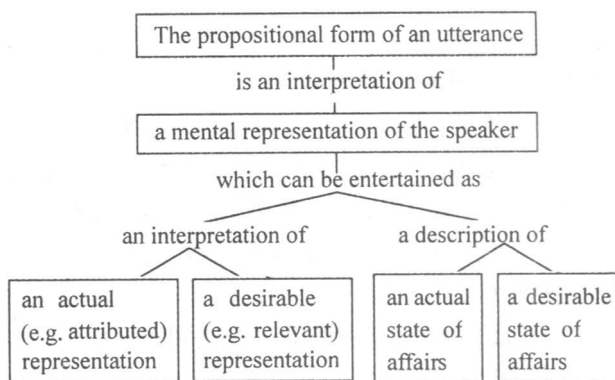 The propositional form of an utterance
is an interpretation of
a mental representation of the speaker
which can be entertained as
an interpretation of
a description of
an actual
(e.g. attributed)
representation
a desirable
(e.g. relevant)
representation
an actual
state of
affairs
a desirable
state of
affairs